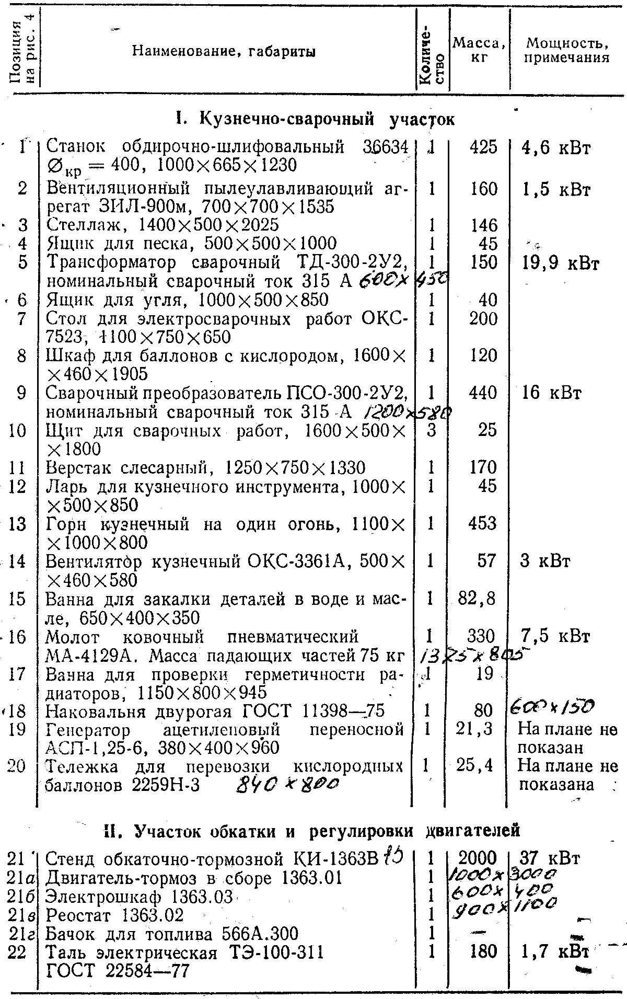 Позиция на рис. 4
Наименование, габариты
Количе-
ство
Масса, кг
Мощность, примечания
I. Кузнечно-сварочный участок
1 Станок обдирочно-шлифовальный 3Б634 1 425 4,6 кВт
∅кр = 400, 1000×665×1230
2 Вентиляционный пылеулавливающий аг- 1 160 1,5 кВт
регат ЗИЛ-900м, 700×700×1535
3 Стеллаж, 1400×500×2025 1 146
4 Ящик для песка, 500×500×1000 1 45
5 Трансформатор сварочный ТД-300-2У2, 1 150 19,9 кВт
номинальный сварочный ток 315 А 600×450
6 Ящик для угля, 1000×500×850 1 40
7 Стол для электросварочных работ ОКС- 1 200
7523, 1100×750×650
8 Шкаф для баллонов с кислородом, 1600× 1 120
×460×1905
9 Сварочный преобразователь ПСО-300-2У2, 1 440 16 кВт
номинальный сварочный ток 315 А 1200×580
10 Щит для сварочных работ, 1600×500× 3 25
×1800
11 Верстак слесарный, 1250×750×1330 1 170
12 Ларь для кузнечного инструмента, 1000× 1 45
×500×850
13 Горн кузнечный на один огонь, 1100× 1 453
×1000×800
14 Вентилятор кузнечный ОКС-3361А, 500× 1 57 3 кВт
×460×580
15 Ванна для закалки деталей в воде и мас- 1 82,8
ле, 650×400×350
16 Молот ковочный пневматический 1 330 7,5 кВт
МА-4129А. Масса падающих частей 75 кг 1325×805
17 Ванна для проверки герметичности ра- 1 19
диаторов, 1150×800×945
18 Наковальня двурогая ГОСТ 11398—75 1 80 600×150
19 Генератор ацетиленовый переносной 1 21,3 На плане не
АСП-1,25-6, 380×400×960 показан
20 Тележка для перевозки кислородных 1 25,4 На плане не
баллонов 2259Н-3 840×800 показана
II. Участок обкатки и регулировки двигателей
21 Стенд обкаточно-тормозной КИ-1363В 1 2000 37 кВт
21а Двигатель-тормоз в сборе 1363.01 1 1000×3000
21б Электрошкаф 1363.03 1 600×400
21в Реостат 1363.02 1 900×1100
21г Бачок для топлива 566А.300 1 — —
22 Таль электрическая ТЭ-100-311 1 180 1,7 кВт
ГОСТ 22584—77